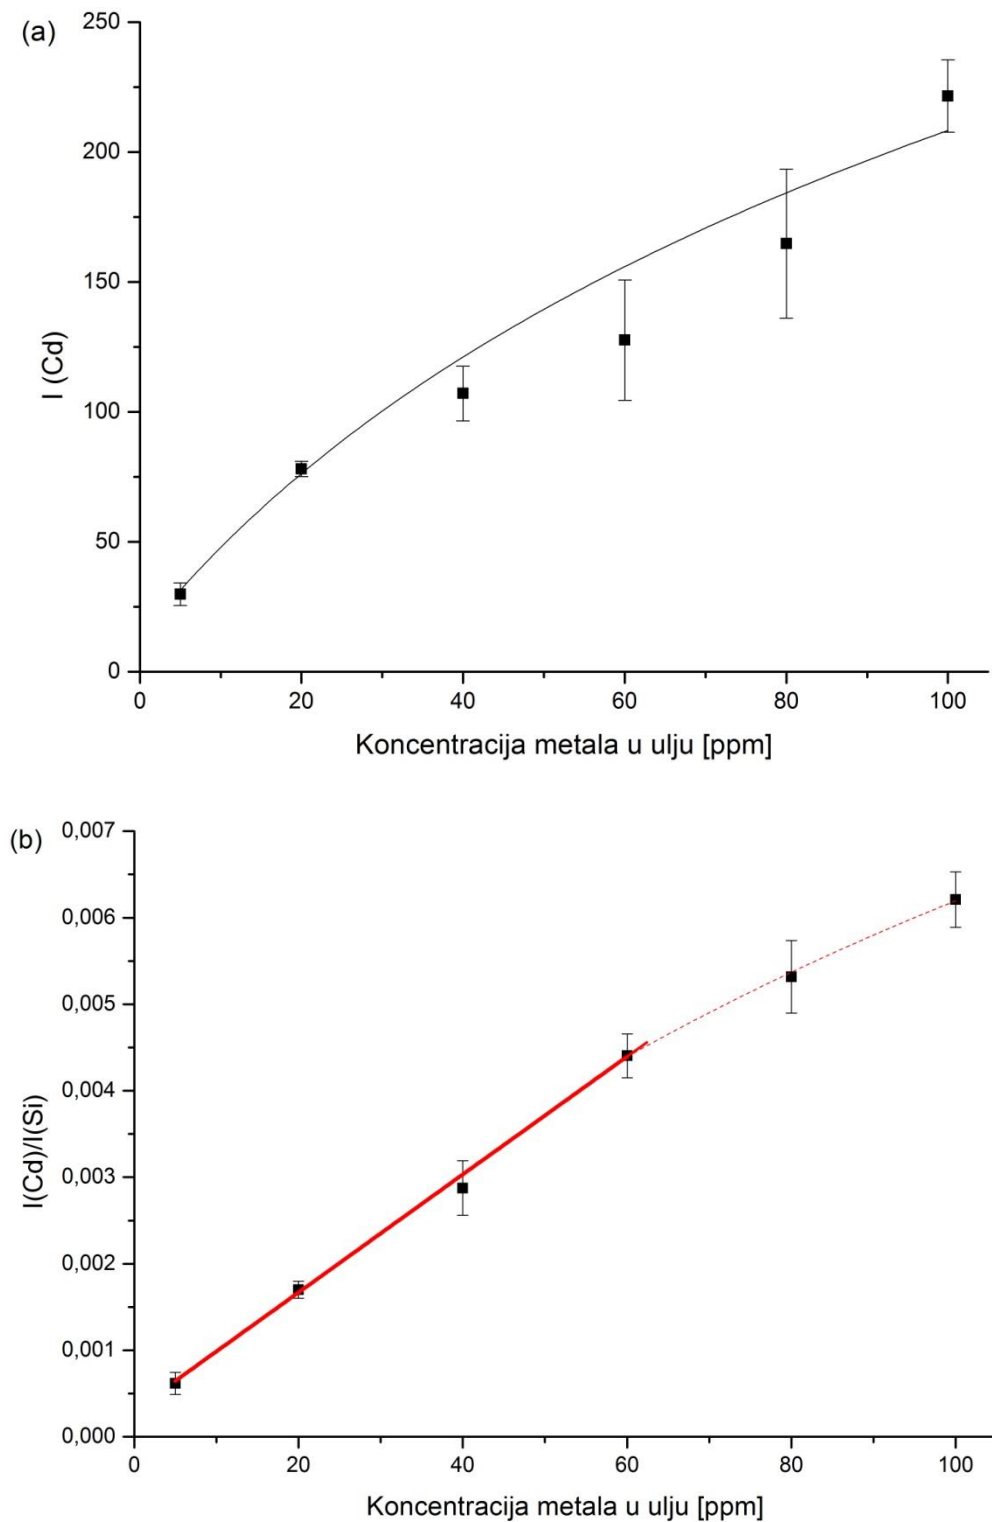 (a)
250
200
150
100
50
0
I (Cd)
0 20 40 60 80 100
Koncentracija metala u ulju [ppm]
(b)
0,007
0,006
0,005
0,004
0,003
0,002
0,001
0,000
I(Cd)/I(Si)
0 20 40 60 80 100
Koncentracija metala u ulju [ppm]